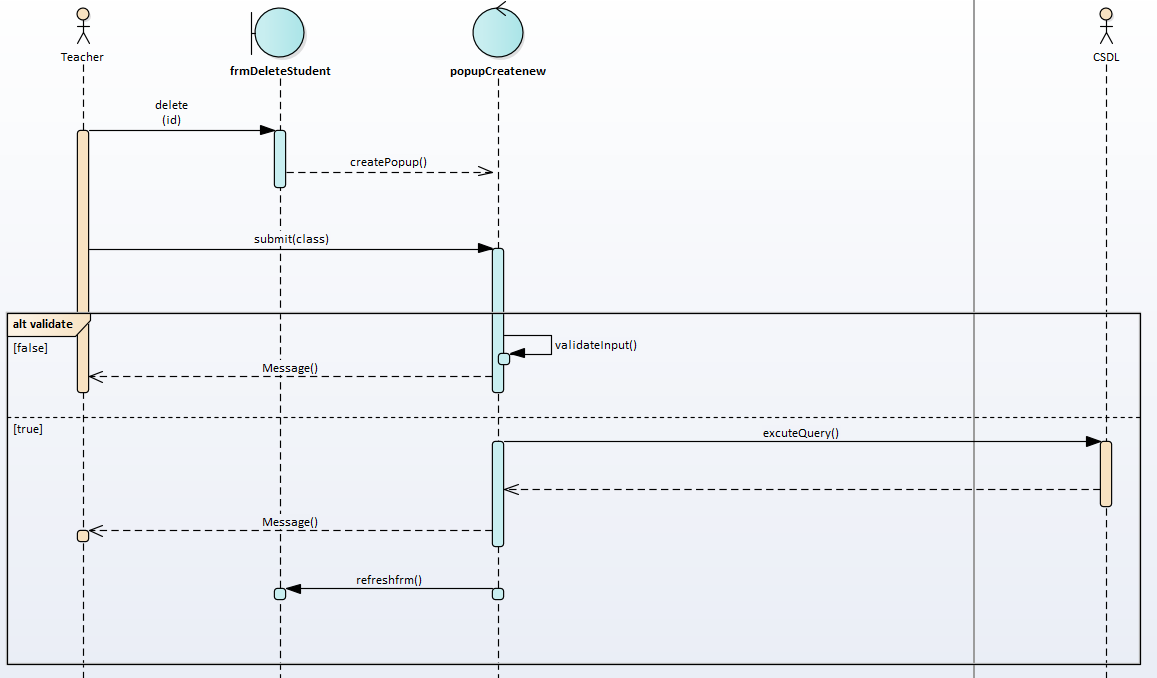 Teacher
frmDeleteStudent
popupCreatenew
CSDL
delete
(id)
createPopup()
submit(class)
alt validate
[false]
validateInput()
Message()
[true]
excuteQuery()
Message()
refreshfrm()